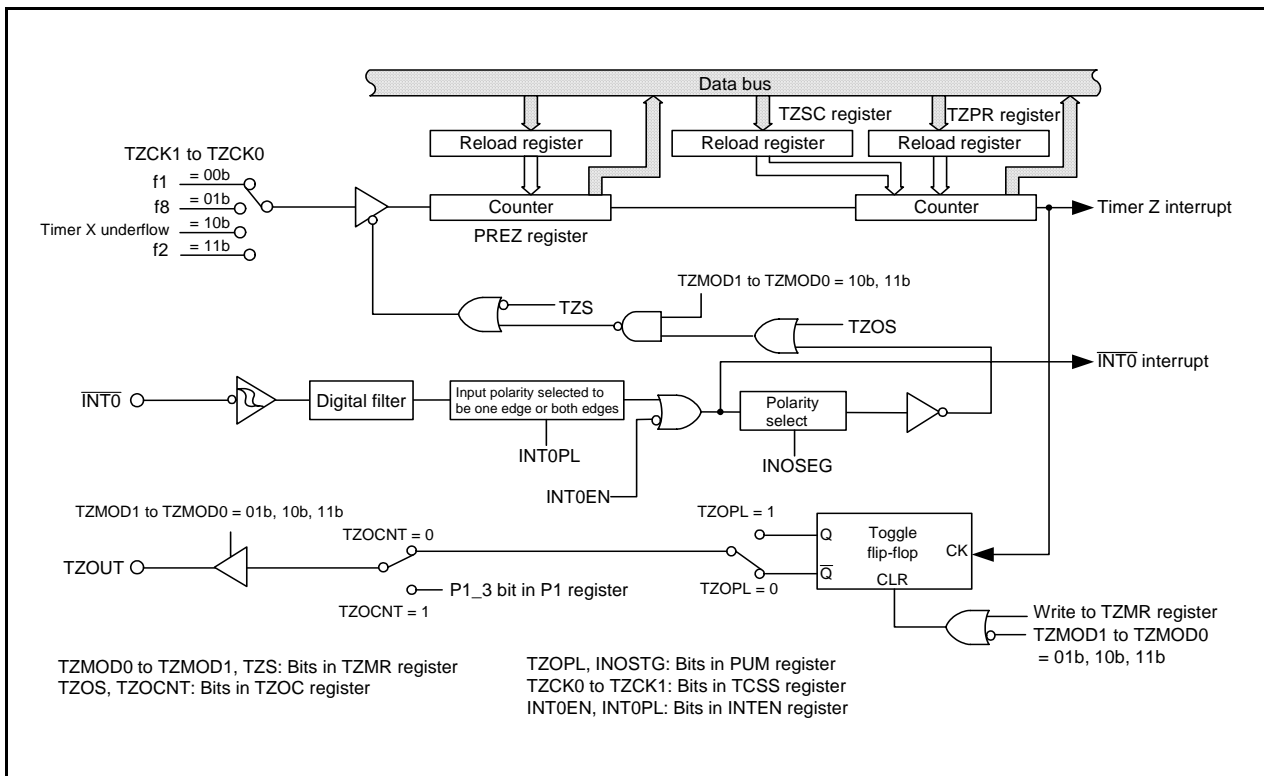 Data bus
TZSC register
TZPR register
Reload register
Reload register
Reload register
TZCK1 to TZCK0
f1
= 00b
f8
= 01b
Timer X underflow
= 10b
f2
= 11b
Counter
Counter
Timer Z interrupt
PREZ register
TZMOD1 to TZMOD0 = 10b, 11b
TZS
TZOS
INT0 interrupt
INT0
Digital filter
Input polarity selected to
be one edge or both edges
Polarity
select
INT0PL
INOSEG
INT0EN
TZMOD1 to TZMOD0 = 01b, 10b, 11b
TZOCNT = 0
TZOPL = 1
Q
Toggle
flip-flop
CK
TZOUT
Q
CLR
P1_3 bit in P1 register
TZOPL = 0
TZOCNT = 1
Write to TZMR register
TZMOD1 to TZMOD0
= 01b, 10b, 11b
TZMOD0 to TZMOD1, TZS: Bits in TZMR register
TZOS, TZOCNT: Bits in TZOC register
TZOPL, INOSTG: Bits in PUM register
TZCK0 to TZCK1: Bits in TCSS register
INT0EN, INT0PL: Bits in INTEN register